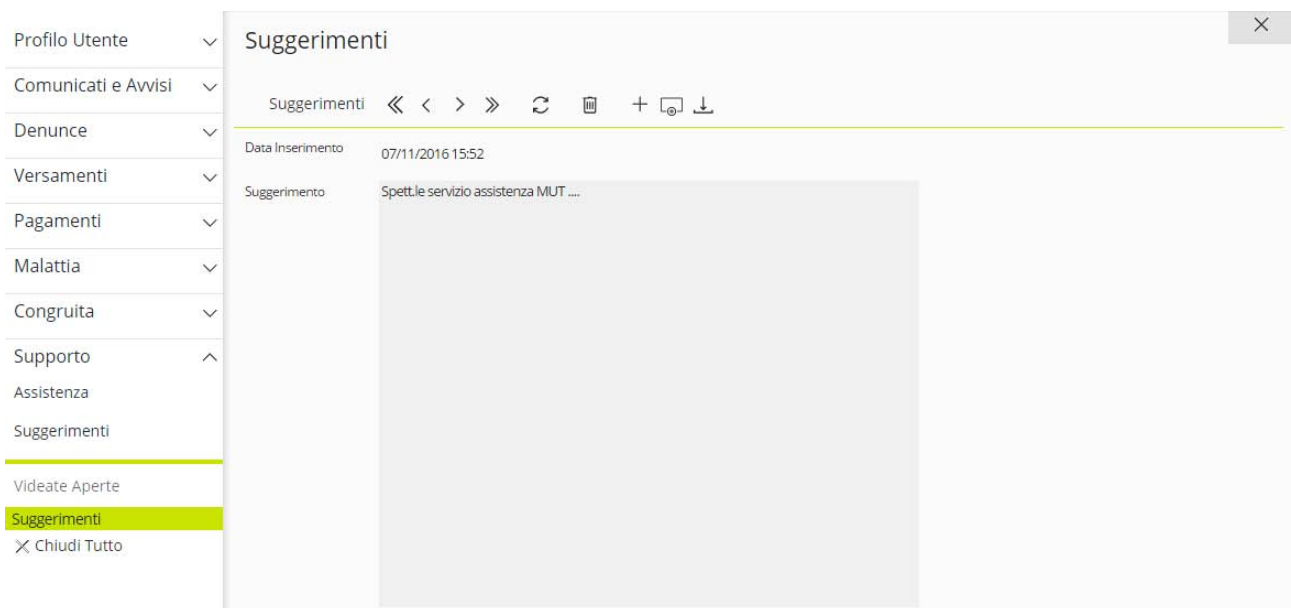 Profilo Utente
Comunicati e Avvisi
Denunce
Versamenti
Pagamenti
Malattia
Congruita
Supporto
Assistenza
Suggerimenti
Videate Aperte
Suggerimenti
Chiudi Tutto
Suggerimenti
Suggerimenti
Data Inserimento 07/11/2016 15:52
Suggerimento Spett.le servizio assistenza MUT ....